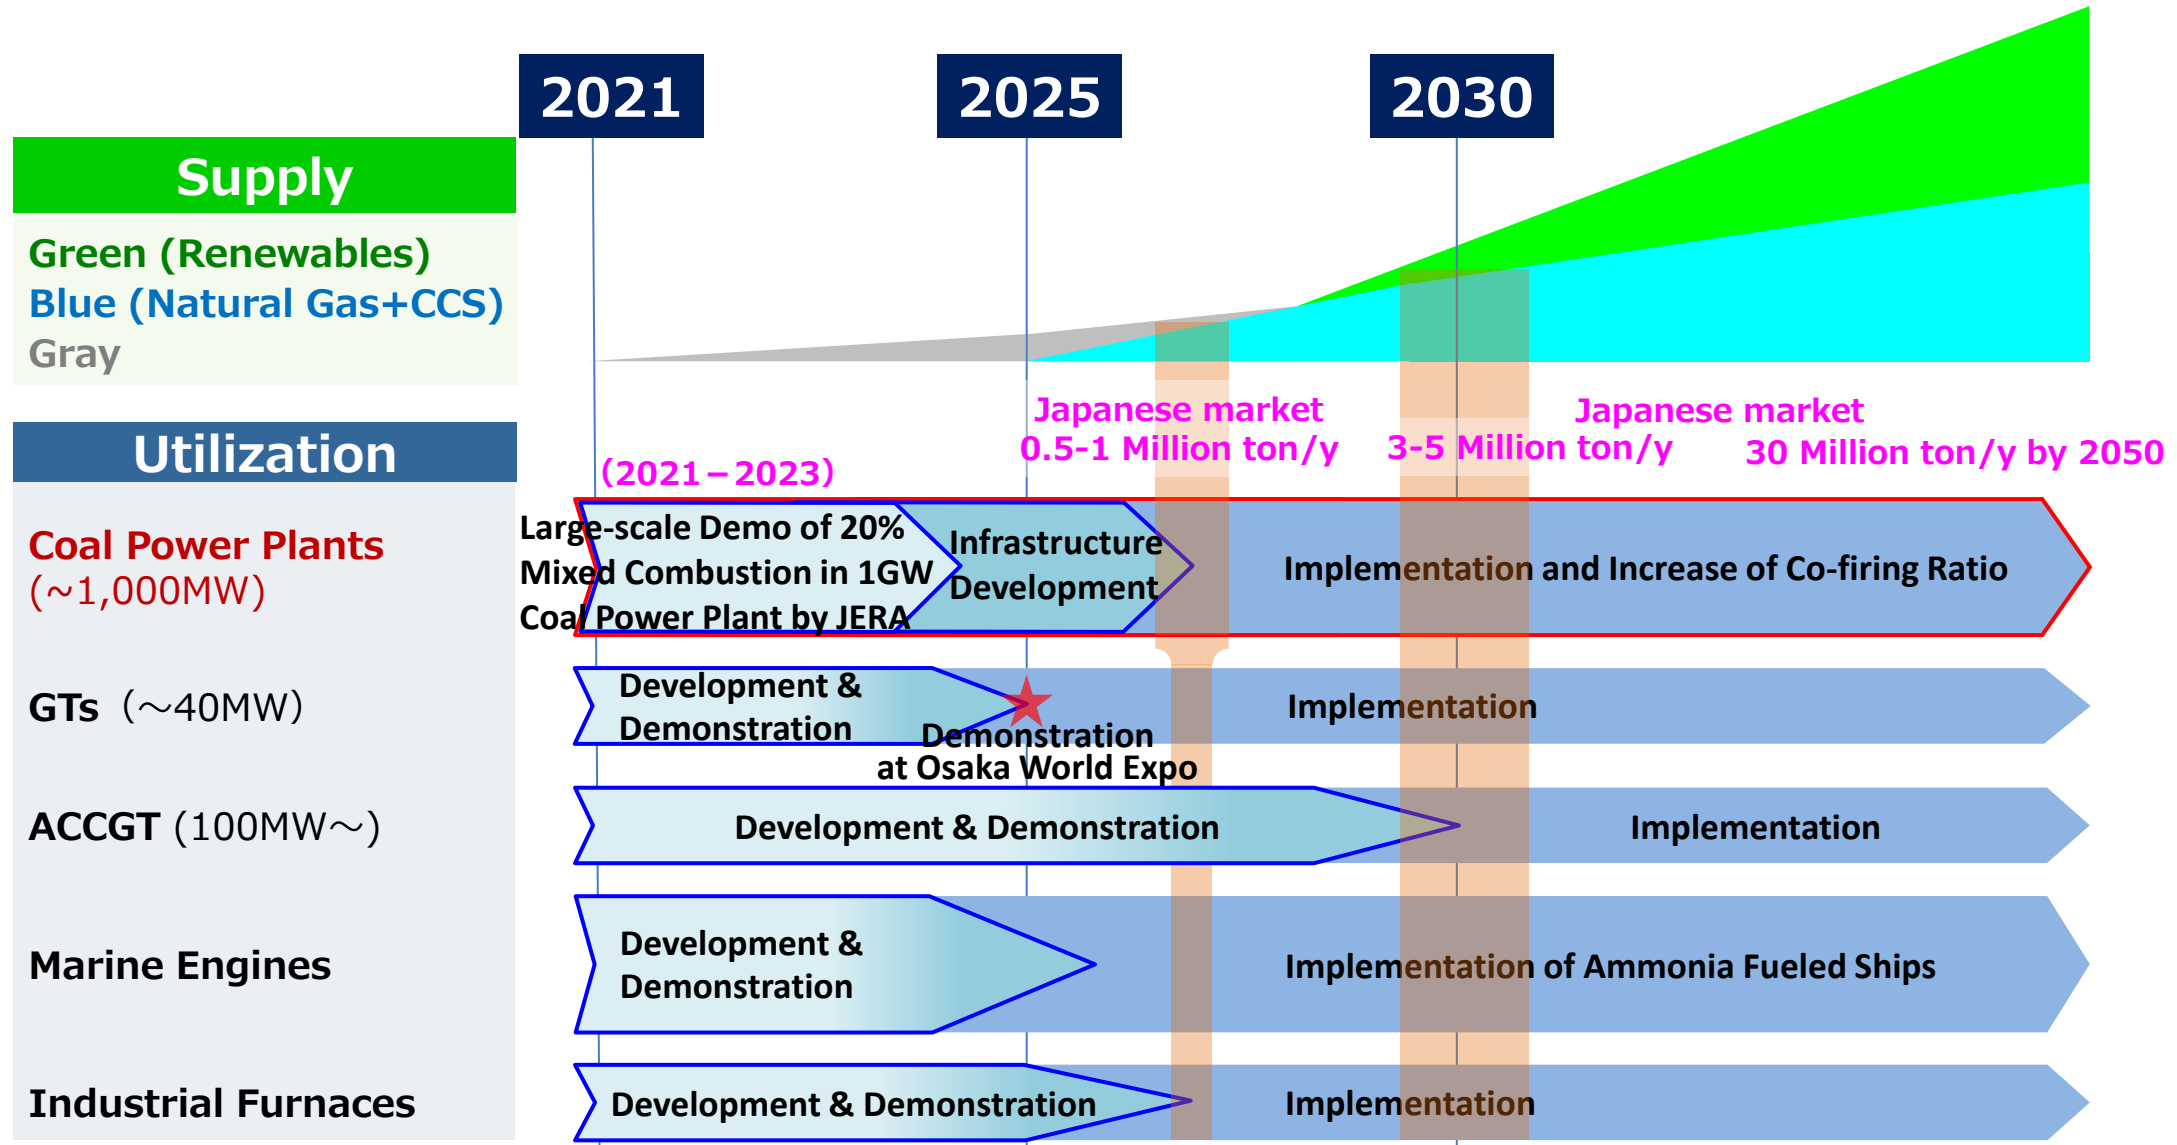 2021
2025
2030
Supply
Green (Renewables)
Blue (Natural Gas+CCS)
Gray
Japanese market
0.5-1 Million ton/y
3-5 Million ton/y
Japanese market
30 Million ton/y by 2050
Utilization
(2021–2023)
Coal Power Plants
(~1,000MW)
Large-scale Demo of 20%
Mixed Combustion in 1GW
Coal Power Plant by JERA
Infrastructure
Development
Implementation and Increase of Co-firing Ratio
GTs（～40MW）
Development &
Demonstration
Demonstration
at Osaka World Expo
Implementation
ACCGT (100MW～)
Development & Demonstration
Implementation
Marine Engines
Development &
Demonstration
Implementation of Ammonia Fueled Ships
Industrial Furnaces
Development & Demonstration
Implementation